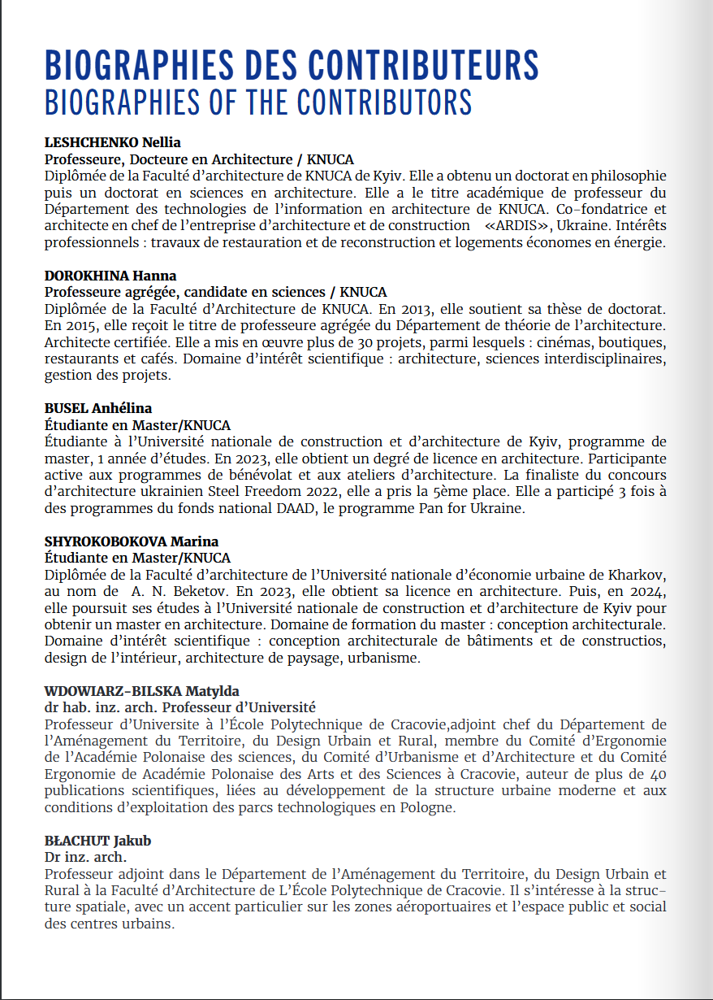 BIOGRAPHIES DES CONTRIBUTEURS
BIOGRAPHIES OF THE CONTRIBUTORS
LESHCHENKO Nellia
Professeure, Docteure en Architecture / KNUCA
Diplômée de la Faculté d’architecture de KNUCA de Kyiv. Elle a obtenu un doctorat en philosophie
puis un doctorat en sciences en architecture. Elle a le titre académique de professeur du
Département des technologies de l’information en architecture de KNUCA. Co-fondatrice et
architecte en chef de l’entreprise d’architecture et de construction «ARDIS», Ukraine. Intérêts
professionnels : travaux de restauration et de reconstruction et logements économes en énergie.
DOROKHINA Hanna
Professeure agrégée, candidate en sciences / KNUCA
Diplômée de la Faculté d’Architecture de KNUCA. En 2013, elle soutient sa thèse de doctorat.
En 2015, elle reçoit le titre de professeure agrégée du Département de théorie de l’architecture.
Architecte certifiée. Elle a mis en œuvre plus de 30 projets, parmi lesquels : cinémas, boutiques,
restaurants et cafés. Domaine d’intérêt scientifique : architecture, sciences interdisciplinaires,
gestion des projets.
BUSEL Anhélina
Étudiante en Master/KNUCA
Étudiante à l’Université nationale de construction et d’architecture de Kyiv, programme de
master, 1 année d’études. En 2023, elle obtient un degré de licence en architecture. Participante
active aux programmes de bénévolat et aux ateliers d’architecture. La finaliste du concours
d’architecture ukrainien Steel Freedom 2022, elle a pris la 5ème place. Elle a participé 3 fois à
des programmes du fonds national DAAD, le programme Pan for Ukraine.
SHYROKOBOKOVA Marina
Étudiante en Master/KNUCA
Diplômée de la Faculté d’architecture de l’Université nationale d’économie urbaine de Kharkov,
au nom de A. N. Beketov. En 2023, elle obtient sa licence en architecture. Puis, en 2024,
elle poursuit ses études à l’Université nationale de construction et d’architecture de Kyiv pour
obtenir un master en architecture. Domaine de formation du master : conception architecturale.
Domaine d’intérêt scientifique : conception architecturale de bâtiments et de constructios,
design de l’intérieur, architecture de paysage, urbanisme.
WDOWIARZ-BILSKA Matylda
dr hab. inz. arch. Professeur d’Université
Professeur d’Universite à l’École Polytechnique de Cracovie,adjoint chef du Département de
l’Aménagement du Territoire, du Design Urbain et Rural, membre du Comité d’Ergonomie
de l’Académie Polonaise des sciences, du Comité d’Urbanisme et d’Architecture et du Comité
Ergonomie de Académie Polonaise des Arts et des Sciences à Cracovie, auteur de plus de 40
publications scientifiques, liées au développement de la structure urbaine moderne et aux
conditions d’exploitation des parcs technologiques en Pologne.
BŁACHUT Jakub
Dr inz. arch.
Professeur adjoint dans le Département de l’Aménagement du Territoire, du Design Urbain et
Rural à la Faculté d’Architecture de L’École Polytechnique de Cracovie. Il s’intéresse à la struc-
ture spatiale, avec un accent particulier sur les zones aéroportuaires et l’espace public et social
des centres urbains.